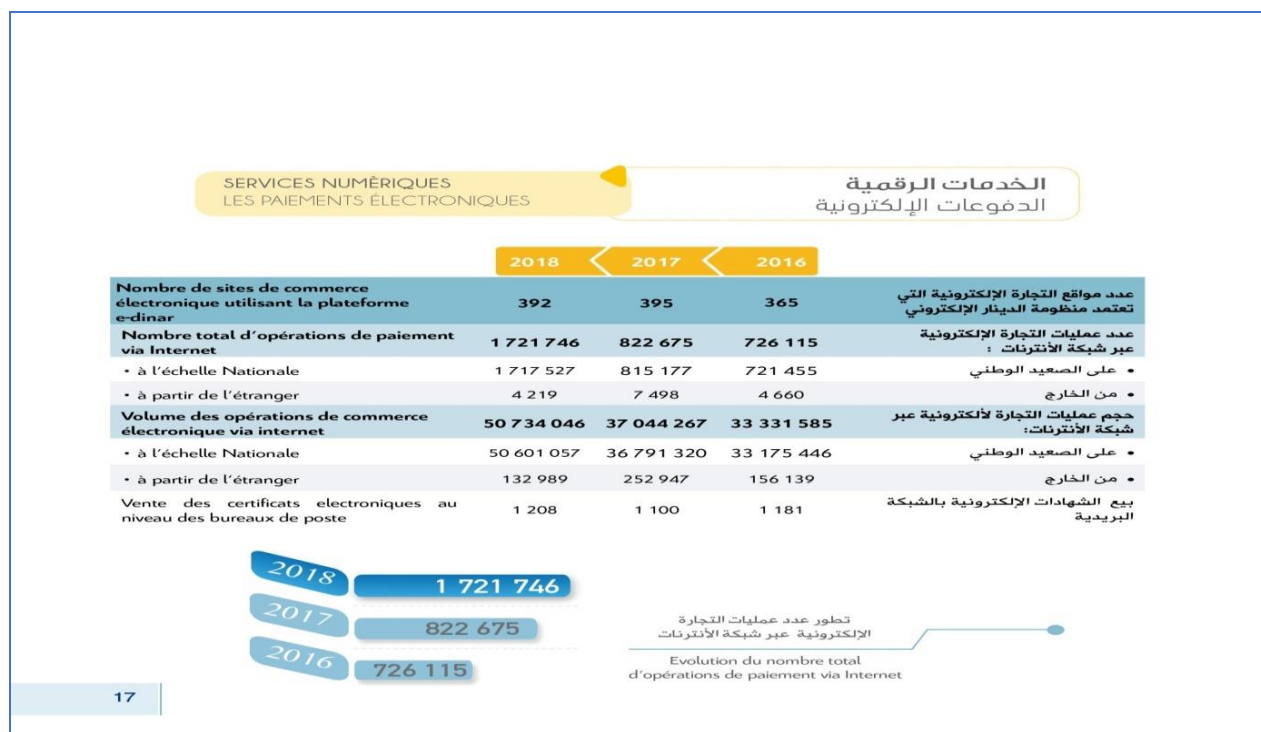 SERVICES NUMÈRIQUES
LES PAIEMENTS ÉLECTRONIQUES
الخدمات الرقمية
الدفوعات الإلكترونية
2018 2017 2016
Nombre de sites de commerce
électronique utilisant la plateforme
e-dinar
392 395 365
عدد مواقع التجارة الإلكترونية التي
تعتمد منظومة الدينار الإلكتروني
Nombre total d'opérations de paiement
via Internet
1 721 746 822 675 726 115
عدد عمليات التجارة الإلكترونية
عبر شبكة الأنترنات :
• à l'échelle Nationale 1 717 527 815 177 721 455 • على الصعيد الوطني
• à partir de l'étranger 4 219 7 498 4 660 • من الخارج
Volume des opérations de commerce
électronique via internet
50 734 046 37 044 267 33 331 585
حجم عمليات التجارة لألكترونية عبر
شبكة الأنترنات:
• à l'échelle Nationale 50 601 057 36 791 320 33 175 446 • على الصعيد الوطني
• à partir de l'étranger 132 989 252 947 156 139 • من الخارج
Vente des certificats electroniques au
niveau des bureaux de poste
1 208 1 100 1 181
بيع الشهادات الإلكترونية بالشبكة
البريدية
2018 1 721 746
2017 822 675
2016 726 115
تطور عدد عمليات التجارة
الإلكترونية عبر شبكة الأنترنات
Evolution du nombre total
d'opérations de paiement via Internet
17